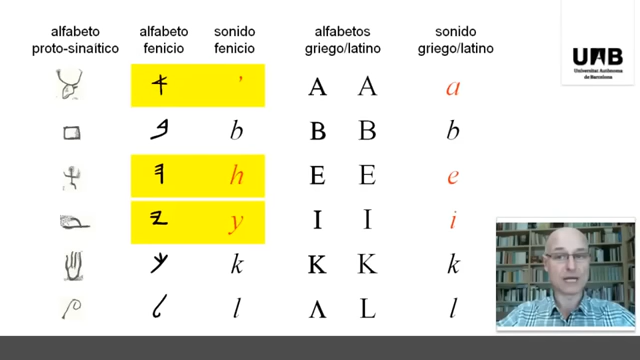 alfabeto proto-sinaítico alfabeto fenicio sonido fenicio alfabetos griego/latino sonido griego/latino
𐤀 ʼ Α A a
𐤁 b Β B b
𐤄 h Ε E e
𐤉 y Ι I i
𐤊 k Κ K k
𐤋 l Λ L l
UAB
Universitat Autònoma
de Barcelona